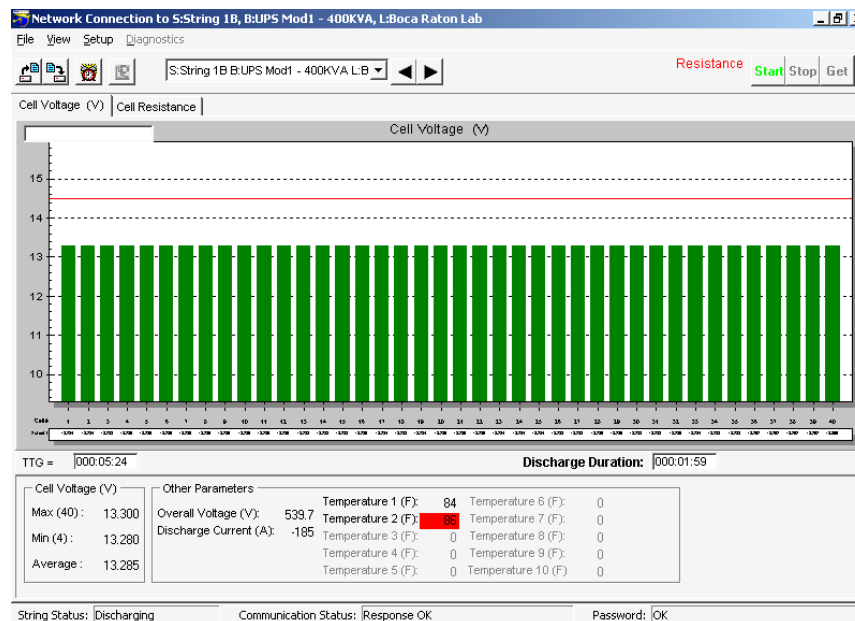 Network Connection to S:String 1B, B:UPS Mod1 - 400KVA, L:Boca Raton Lab
File View Setup Diagnostics
S:String 1B B:UPS Mod1 - 400KVA L:B
Resistance Start Stop Get
Cell Voltage (V) Cell Resistance
Cell Voltage (V)
15
14
13
12
11
10
Cell# 1 2 3 4 5 6 7 8 9 10 11 12 13 14 15 16 17 18 19 20 21 22 23 24 25 26 27 28 29 30 31 32 33 34 35 36 37 38 39 40
TTG = 000:05:24 Discharge Duration: 000:01:59
Cell Voltage (V) Other Parameters
Max (40) : 13.300
Min (4) : 13.280
Average : 13.285
Overall Voltage (V): 539.7
Discharge Current (A): -185
Temperature 1 (F): 84 Temperature 6 (F): 0
Temperature 2 (F): 86 Temperature 7 (F): 0
Temperature 3 (F): 0 Temperature 8 (F): 0
Temperature 4 (F): 0 Temperature 9 (F): 0
Temperature 5 (F): 0 Temperature 10 (F) 0
String Status: Discharging Communication Status: Response OK Password: OK